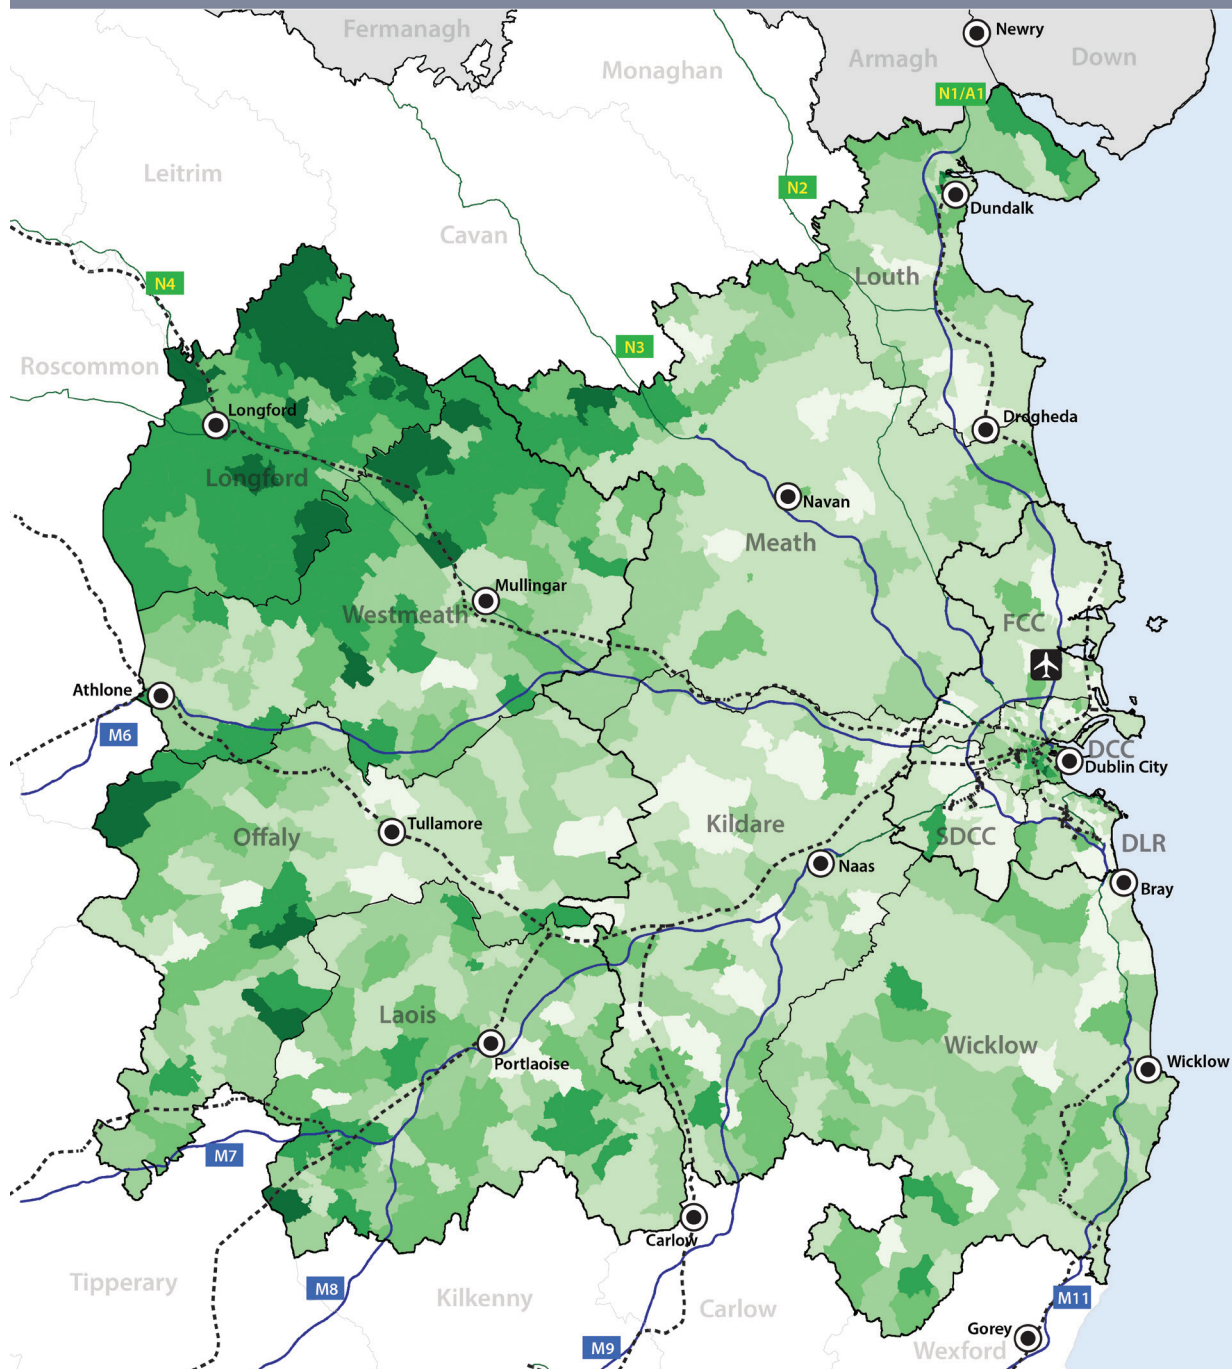 Newry
Fermanagh
Armagh
Down
Monaghan
N1/A1
Leitrim
N2
Dundalk
Cavan
Louth
N4
N3
Roscommon
Longford
Drogheda
Longford
Navan
Meath
Mullingar
Westmeath
FCC
Athlone
M6
DCC
Dublin City
Tullamore
Offaly
Kildare
SDCC
DLR
Naas
Bray
Laois
Wicklow
Portlaoise
Wicklow
M7
Carlow
Tipperary
M8
Kilkenny
Carlow
M11
Gorey
M9
Wexford